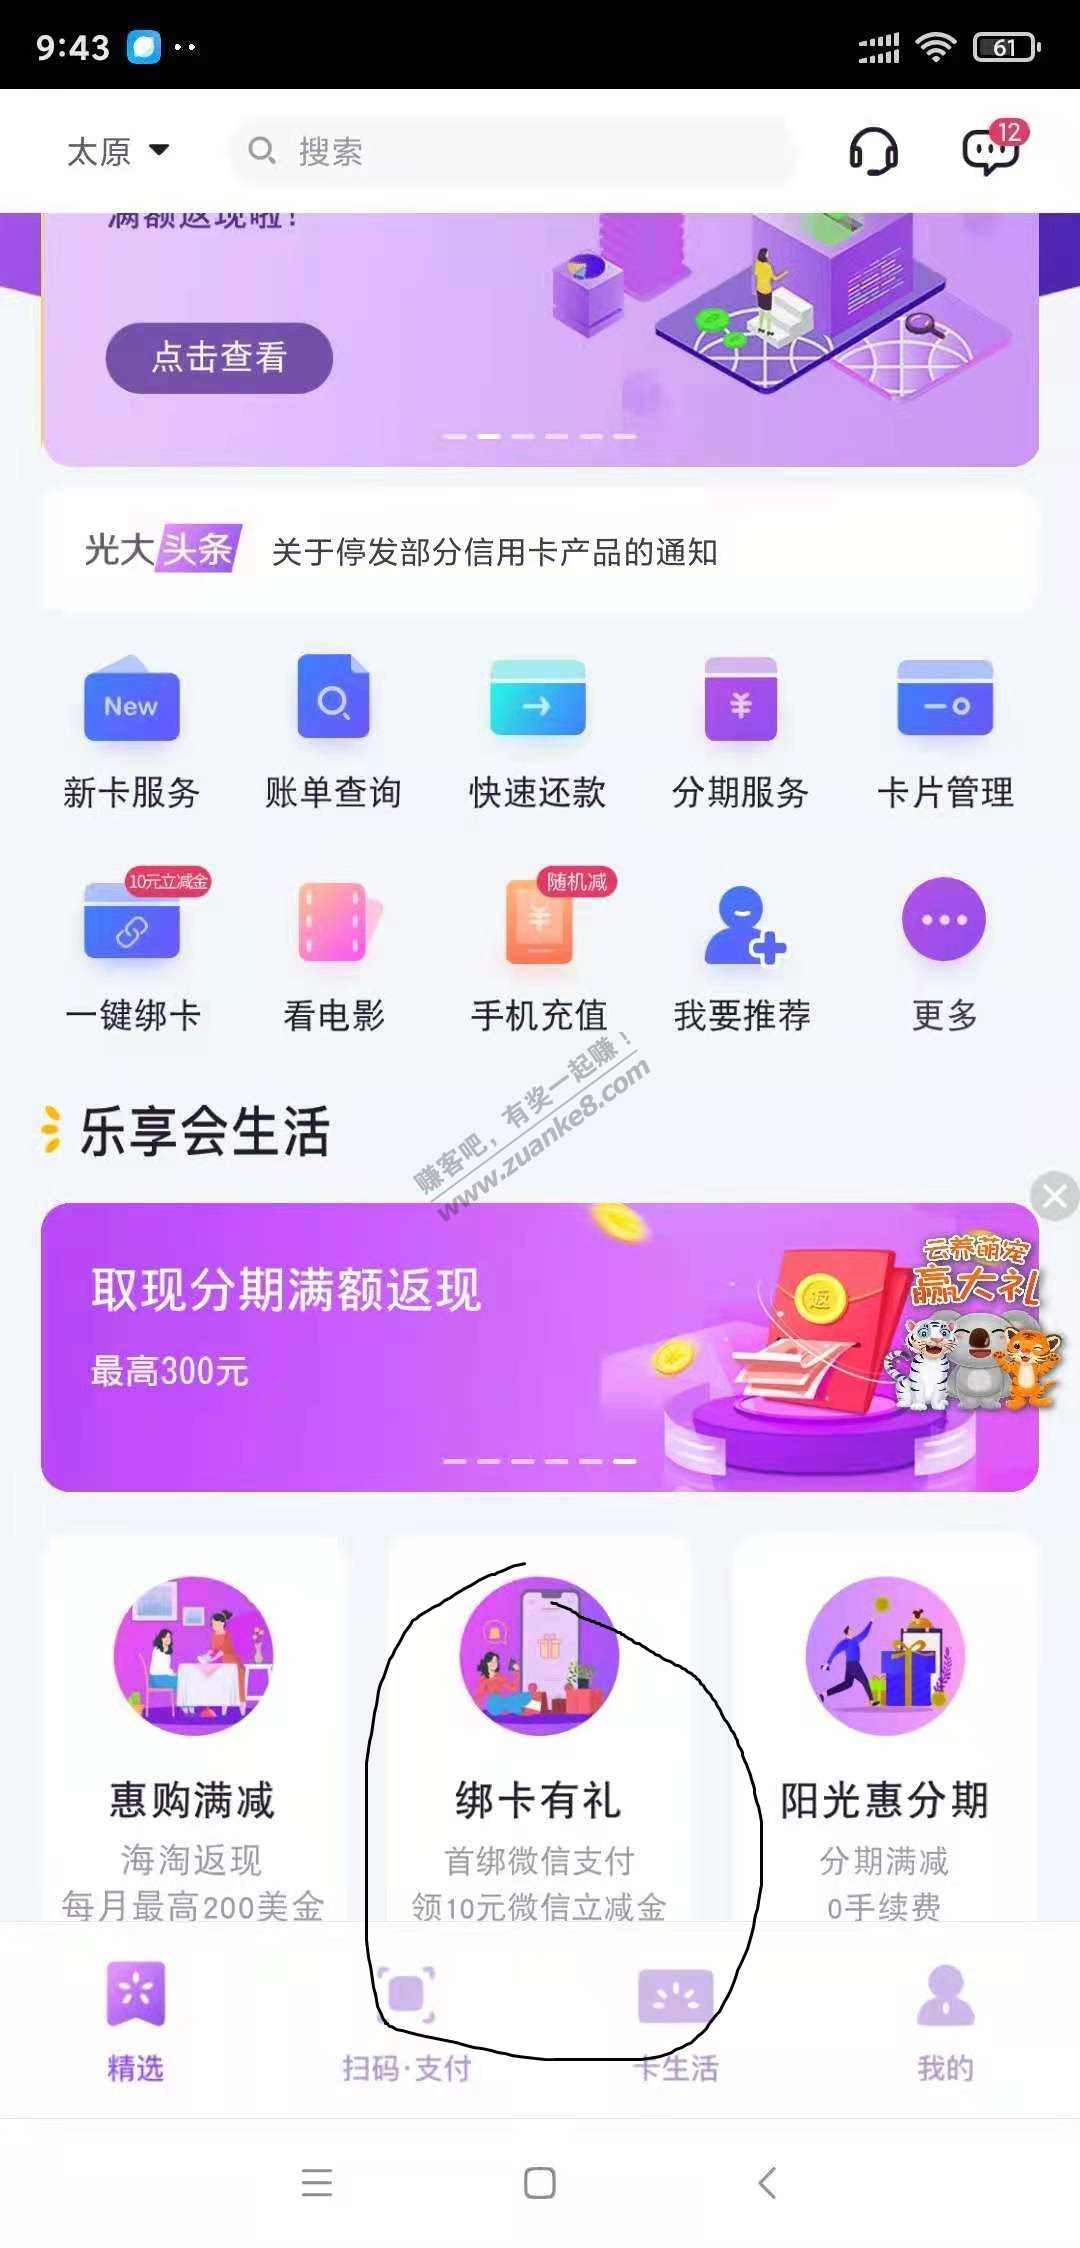 9:43
61
太原
搜索
12
满额返现啦!
点击查看
光大头条 关于停发部分信用卡产品的通知
New
新卡服务 账单查询 快速还款 分期服务 卡片管理
10元立减金
随机减
一键绑卡 看电影 手机充值 我要推荐 更多
赚客吧，有奖一起赚！
www.zuanke8.com
乐享会生活
取现分期满额返现
最高300元
返
云养萌宠
赢大礼
惠购满减 绑卡有礼 阳光惠分期
海淘返现 首绑微信支付 分期满减
每月最高200美金 领10元微信立减金 0手续费
精选 扫码·支付 卡生活 我的